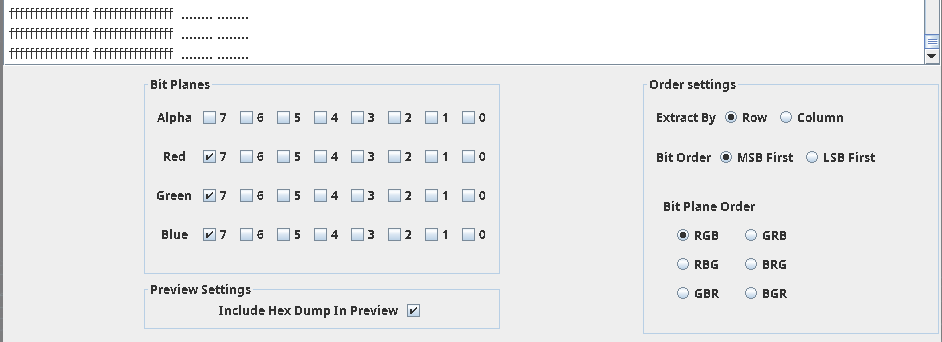 ffffffffffffffff ffffffffffffffff ........ ........
ffffffffffffffff ffffffffffffffff ........ ........
ffffffffffffffff ffffffffffffffff ........ ........
Bit Planes
Alpha 7 6 5 4 3 2 1 0
Red 7 6 5 4 3 2 1 0
Green 7 6 5 4 3 2 1 0
Blue 7 6 5 4 3 2 1 0
Preview Settings
Include Hex Dump In Preview
Order settings
Extract By Row Column
Bit Order MSB First LSB First
Bit Plane Order
RGB GRB
RBG BRG
GBR BGR